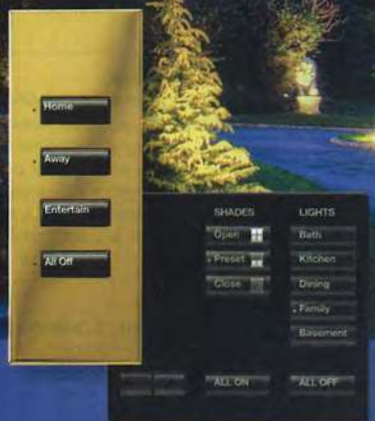 Home
Away
Entertain
All Off
SHADES
LIGHTS
Open
Bath
Preset
Kitchen
Close
Dining
Family
Basement
ALL ON
ALL OFF